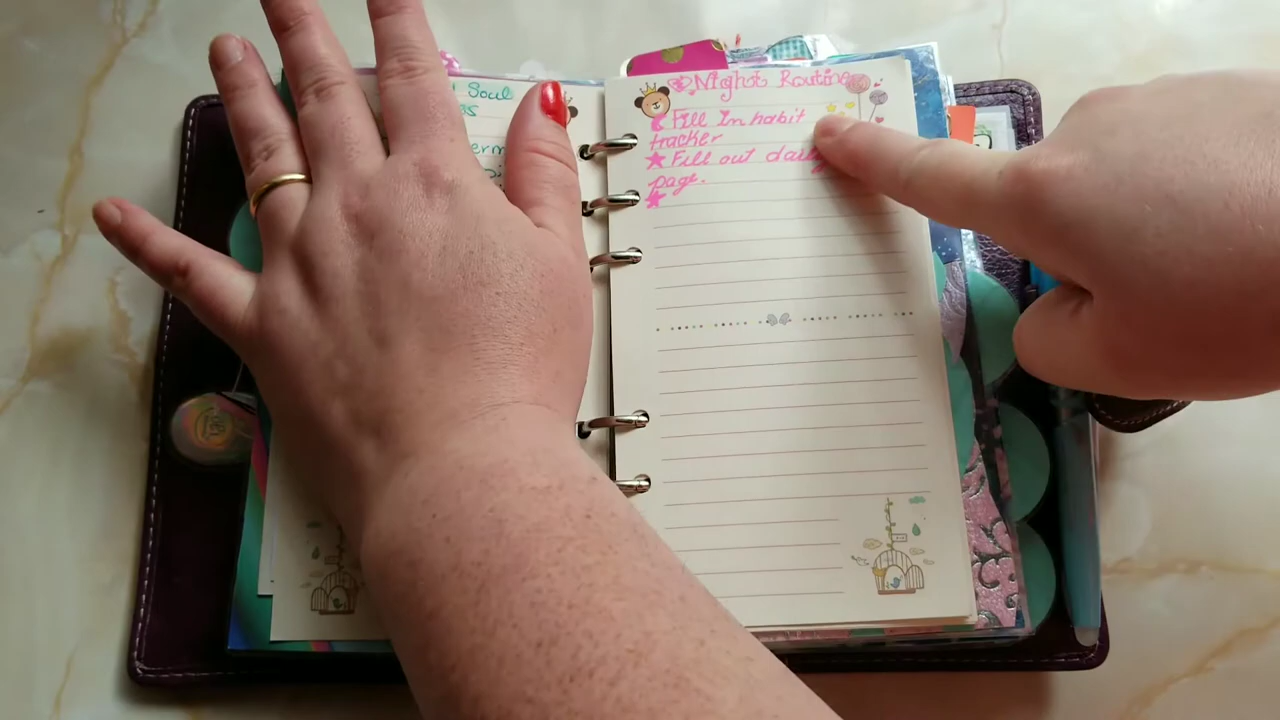 Soul
Night Routine
Fill In habit
tracker
Fill out daily
page.